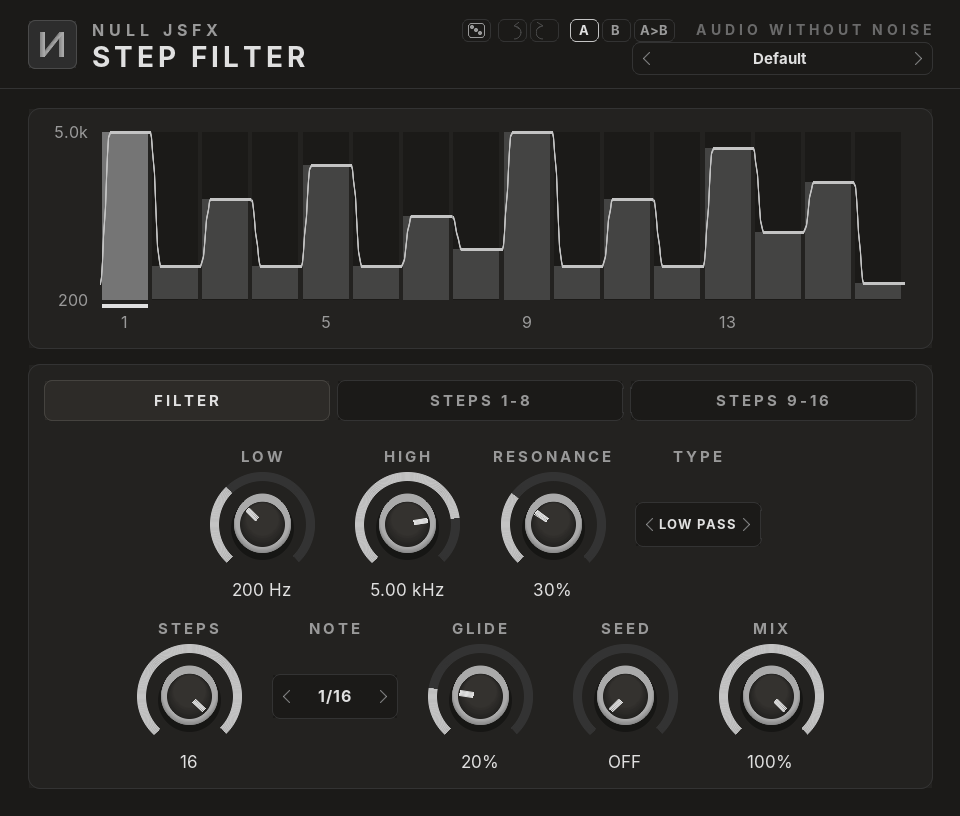 NULL JSFX
STEP FILTER
A B A>B
AUDIO WITHOUT NOISE
Default
5.0k
200
1 5 9 13
FILTER STEPS 1-8 STEPS 9-16
LOW HIGH RESONANCE TYPE
LOW PASS
200 Hz 5.00 kHz 30%
STEPS NOTE GLIDE SEED MIX
1/16
16 20% OFF 100%